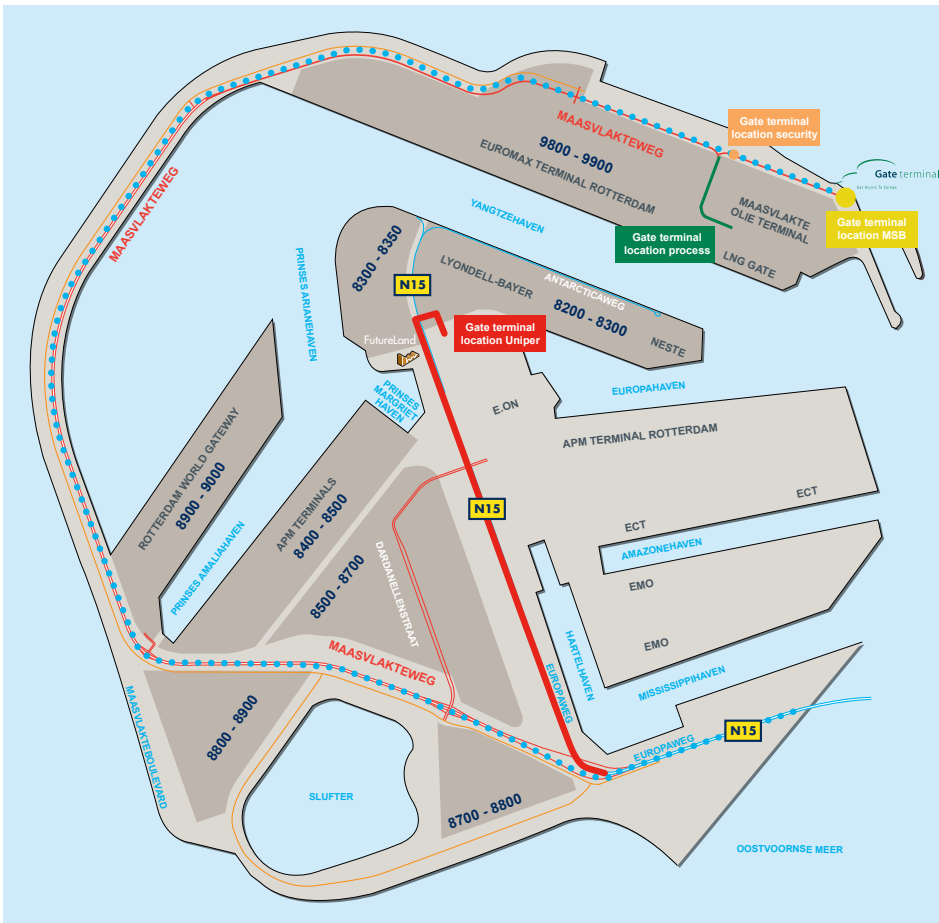 Gate terminal
location security
MAASVLAKTEWEG
9800 - 9900
EUROMAX TERMINAL ROTTERDAM
Gate terminal
MAASVLAKTEWEG
MAASVLAKTE
OLIE TERMINAL
Gate terminal
location MSB
YANGTZEHAVEN
Gate terminal
location process
LNG GATE
PRINSES ARIANEHAVEN
8300 - 8350
N15
LYONDELL-BAYER
ANTARCTICAWEG
8200 - 8300
NESTE
FutureLand
Gate terminal
location Uniper
PRINSES
MARGRIET
HAVEN
E.ON
EUROPAHAVEN
APM TERMINAL ROTTERDAM
ROTTERDAM WORLD GATEWAY
8900 - 9000
APM TERMINALS
8400 - 8500
N15
ECT
ECT
PRINSES AMALIAHAVEN
8500 - 8700
DARDANELLENSTRAAT
AMAZONEHAVEN
EMO
EMO
HARTELHAVEN
MAASVLAKTEWEG
EUROPAWEG
MISSISSIPPIHAVEN
MAASVLAKTEBOULEVARD
8800 - 8900
EUROPAWEG
N15
SLUFTER
8700 - 8800
OOSTVOORNSE MEER